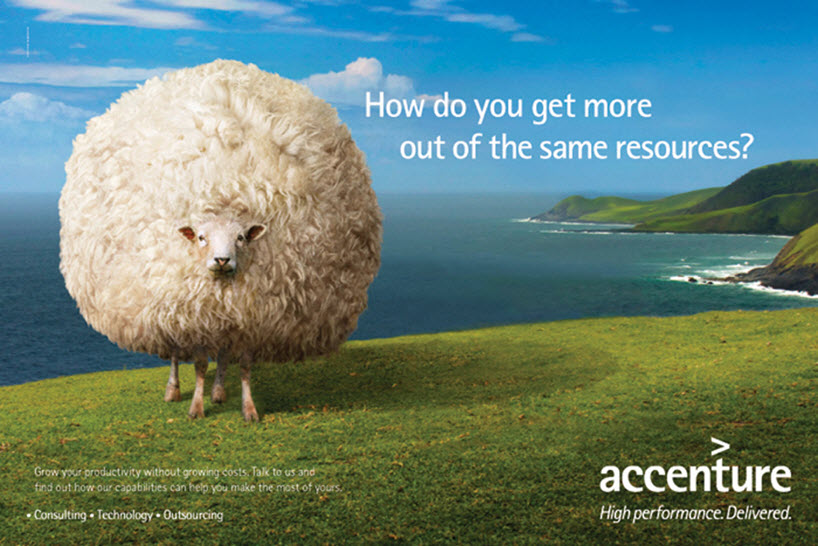 How do you get more
out of the same resources?
Grow your productivity without growing costs. Talk to us and
find out how our capabilities can help you make the most of yours.
• Consulting • Technology • Outsourcing
>
accenture
High performance. Delivered.